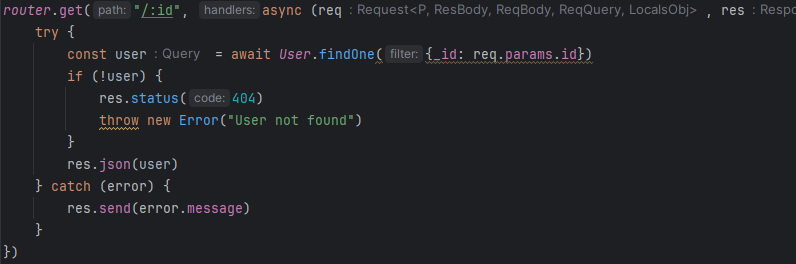 router.get( path: "/:id", handlers: async (req : Request<P, ResBody, ReqBody, ReqQuery, LocalsObj> , res : Respo
try {
const user : Query = await User.findOne( filter: {_id: req.params.id})
if (!user) {
res.status( code: 404)
throw new Error("User not found")
}
res.json(user)
} catch (error) {
res.send(error.message)
}
})